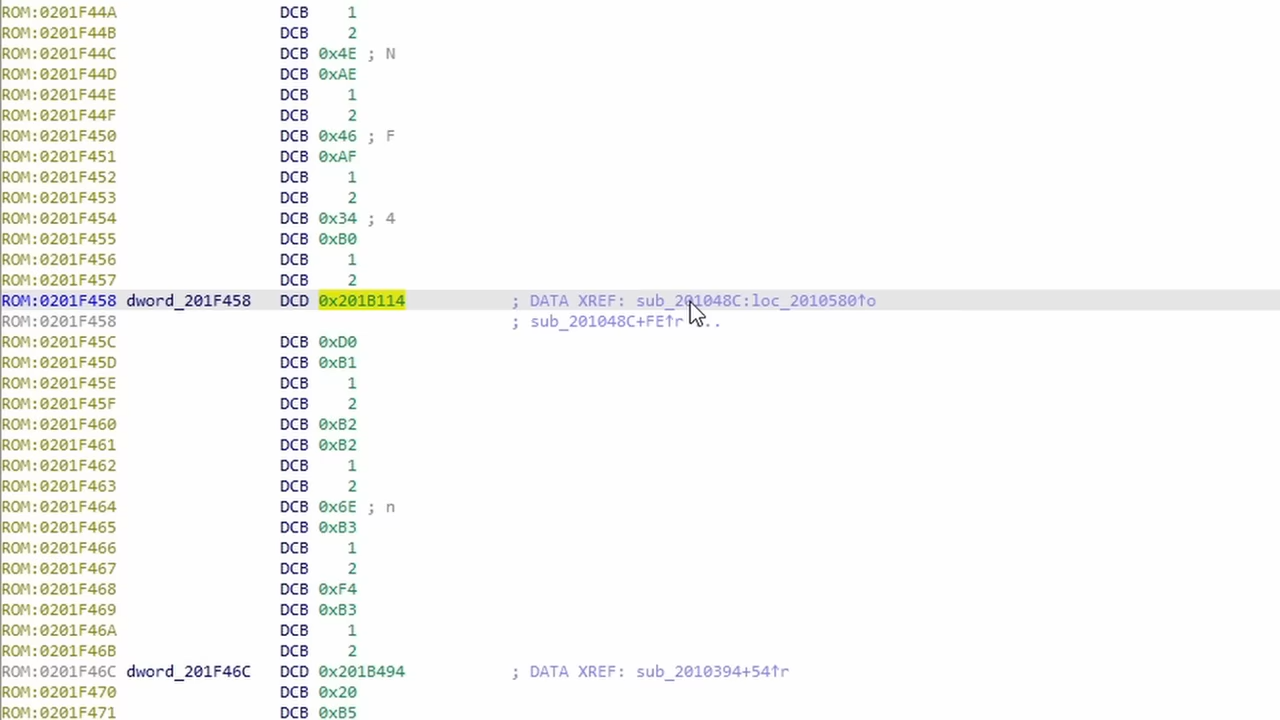 ROM:0201F44A DCB 1
ROM:0201F44B DCB 2
ROM:0201F44C DCB 0x4E ; N
ROM:0201F44D DCB 0xAE
ROM:0201F44E DCB 1
ROM:0201F44F DCB 2
ROM:0201F450 DCB 0x46 ; F
ROM:0201F451 DCB 0xAF
ROM:0201F452 DCB 1
ROM:0201F453 DCB 2
ROM:0201F454 DCB 0x34 ; 4
ROM:0201F455 DCB 0xB0
ROM:0201F456 DCB 1
ROM:0201F457 DCB 2
ROM:0201F458 dword_201F458 DCD 0x201B114 ; DATA XREF: sub_201048C:loc_2010580↑o
ROM:0201F458 ; sub_201048C+FE↑r ...
ROM:0201F45C DCB 0xD0
ROM:0201F45D DCB 0xB1
ROM:0201F45E DCB 1
ROM:0201F45F DCB 2
ROM:0201F460 DCB 0xB2
ROM:0201F461 DCB 0xB2
ROM:0201F462 DCB 1
ROM:0201F463 DCB 2
ROM:0201F464 DCB 0x6E ; n
ROM:0201F465 DCB 0xB3
ROM:0201F466 DCB 1
ROM:0201F467 DCB 2
ROM:0201F468 DCB 0xF4
ROM:0201F469 DCB 0xB3
ROM:0201F46A DCB 1
ROM:0201F46B DCB 2
ROM:0201F46C dword_201F46C DCD 0x201B494 ; DATA XREF: sub_2010394+54↑r
ROM:0201F470 DCB 0x20
ROM:0201F471 DCB 0xB5